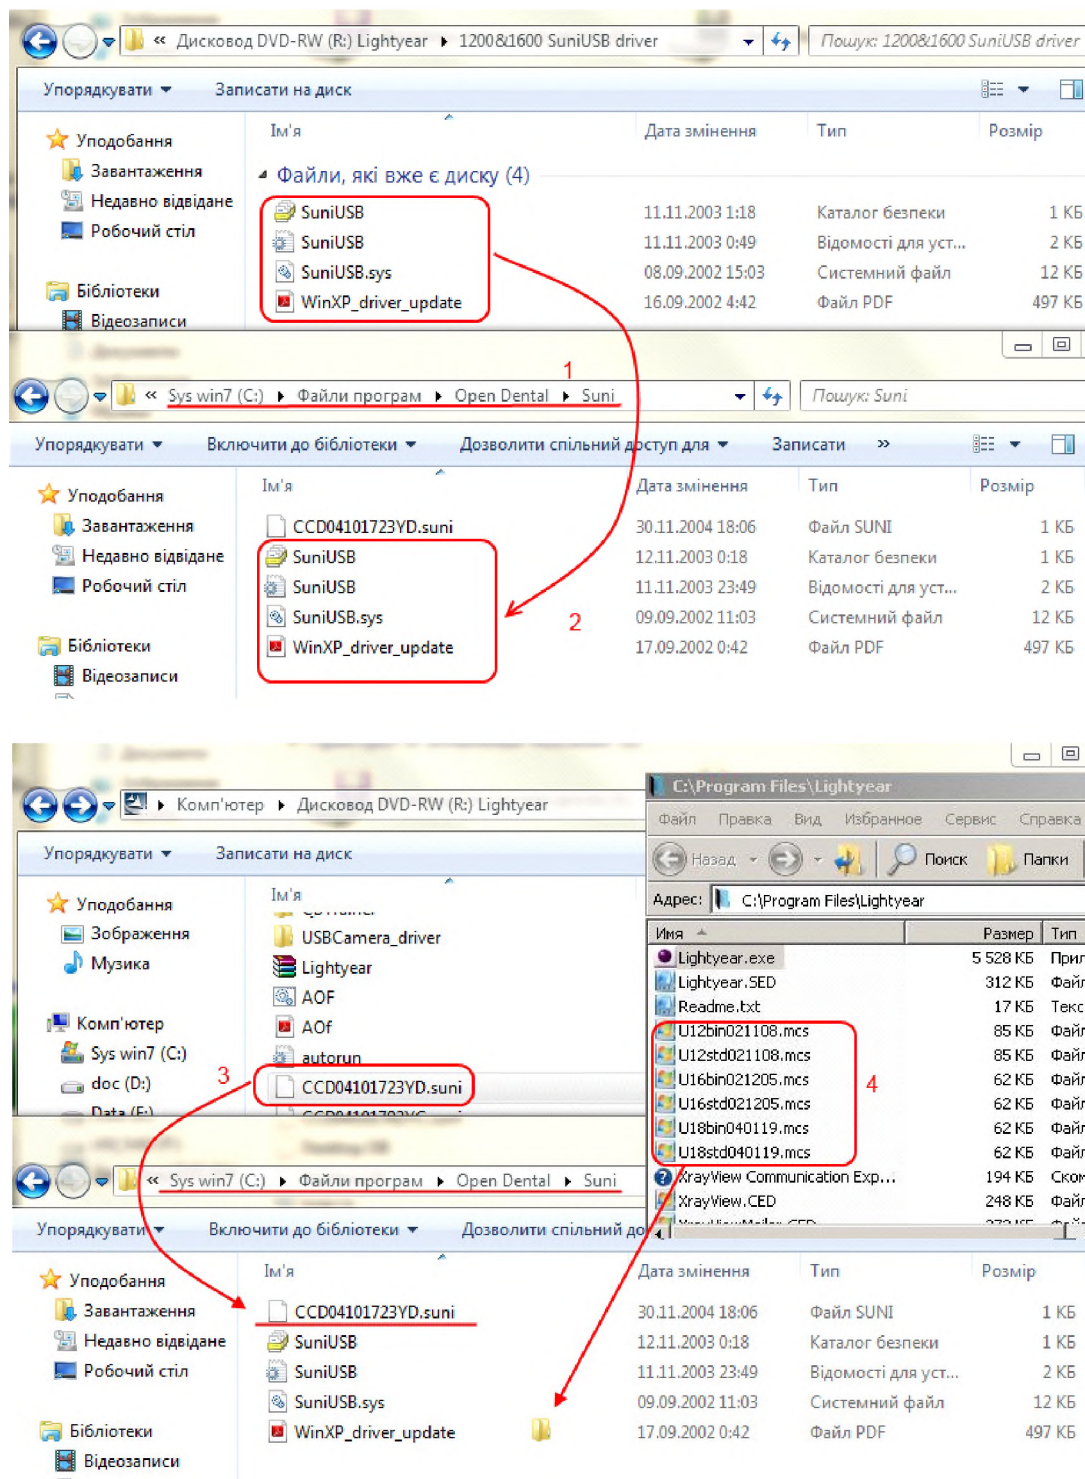 « Дисковод DVD-RW (R:) Lightyear ▸ 1200&1600 SuniUSB driver Пошук: 1200&1600 SuniUSB driver
Упорядкувати Записати на диск
Ім'я Дата змінення Тип Розмір
Уподобання
Завантаження Файли, які вже є диску (4)
Недавно відвідане SuniUSB 11.11.2003 1:18 Каталог безпеки 1 КБ
Робочий стіл SuniUSB 11.11.2003 0:49 Відомості для уст... 2 КБ
SuniUSB.sys 08.09.2002 15:03 Системний файл 12 КБ
Бібліотеки WinXP_driver_update 16.09.2002 4:42 Файл PDF 497 КБ
Відеозаписи
1
« Sys win7 (C:) ▸ Файли програм ▸ Open Dental ▸ Suni Пошук: Suni
Упорядкувати Включити до бібліотеки Дозволити спільний доступ для Записати »
Ім'я Дата змінення Тип Розмір
Уподобання
Завантаження CCD04101723YD.suni 30.11.2004 18:06 Файл SUNI 1 КБ
Недавно відвідане SuniUSB 12.11.2003 0:18 Каталог безпеки 1 КБ
Робочий стіл SuniUSB 11.11.2003 23:49 Відомості для уст... 2 КБ
SuniUSB.sys 09.09.2002 11:03 Системний файл 12 КБ
2
Бібліотеки WinXP_driver_update 17.09.2002 0:42 Файл PDF 497 КБ
Відеозаписи
▸ Комп'ютер ▸ Дисковод DVD-RW (R:) Lightyear
Упорядкувати Записати на диск
Ім'я
Уподобання
Зображення USBCamera_driver
Музика Lightyear
AOF
Комп'ютер AOf
Sys win7 (C:) autorun
doc (D:) 3 CCD04101723YD.suni
Data (E:)
C:\Program Files\Lightyear
Файл Правка Вид Избранное Сервис Справка
Назад Поиск Папки
Адрес: C:\Program Files\Lightyear
Имя Размер Тип
Lightyear.exe 5 528 КБ Прил
Lightyear.SED 312 КБ Файл
Readme.txt 17 КБ Текс
U12bin021108.mcs 85 КБ Файл
U12std021108.mcs 85 КБ Файл
U16bin021205.mcs 62 КБ Файл
4
U16std021205.mcs 62 КБ Файл
U18bin040119.mcs 62 КБ Файл
U18std040119.mcs 62 КБ Файл
XrayView Communication Exp... 194 КБ Ском
XrayView.CED 248 КБ Файл
« Sys win7 (C:) ▸ Файли програм ▸ Open Dental ▸ Suni
Упорядкувати Включити до бібліотеки Дозволити спільний до
Ім'я Дата змінення Тип Розмір
Уподобання
Завантаження CCD04101723YD.suni 30.11.2004 18:06 Файл SUNI 1 КБ
Недавно відвідане SuniUSB 12.11.2003 0:18 Каталог безпеки 1 КБ
Робочий стіл SuniUSB 11.11.2003 23:49 Відомості для уст... 2 КБ
SuniUSB.sys 09.09.2002 11:03 Системний файл 12 КБ
Бібліотеки WinXP_driver_update 17.09.2002 0:42 Файл PDF 497 КБ
Відеозаписи